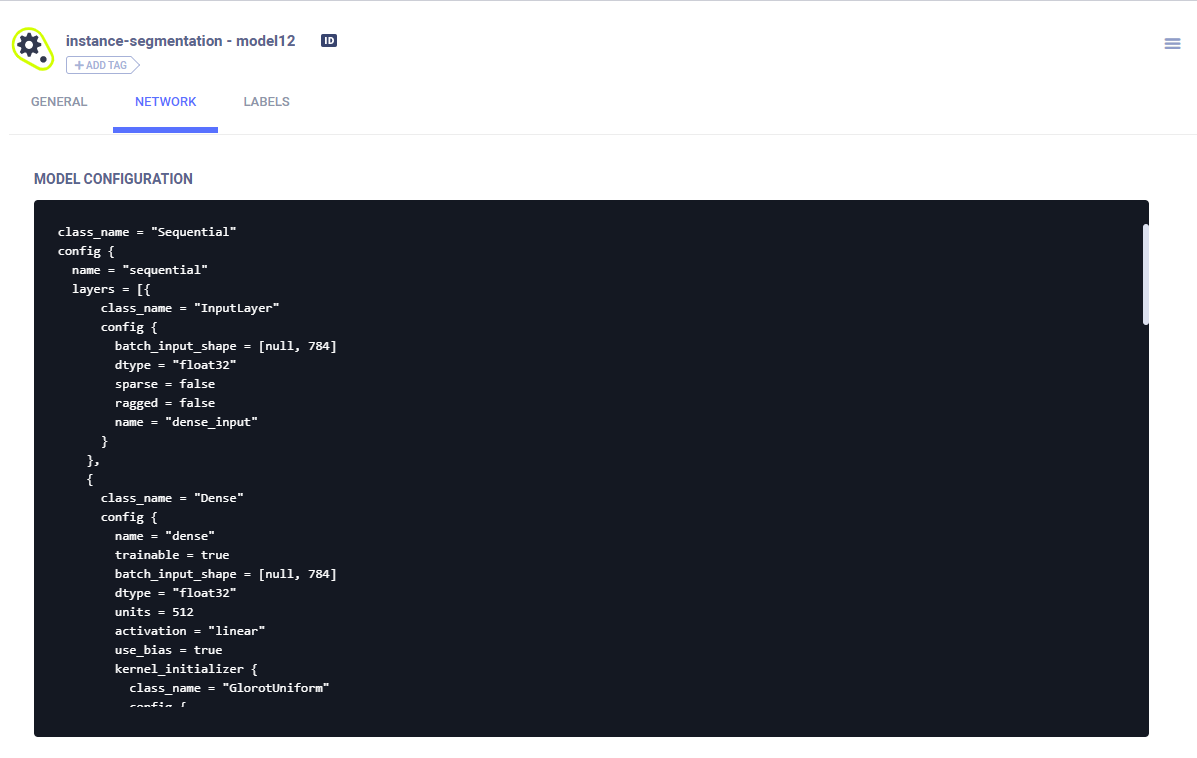 instance-segmentation - model12 ID
+ ADD TAG
GENERAL NETWORK LABELS
MODEL CONFIGURATION
class_name = "Sequential"
config {
  name = "sequential"
  layers = [{
      class_name = "InputLayer"
      config {
        batch_input_shape = [null, 784]
        dtype = "float32"
        sparse = false
        ragged = false
        name = "dense_input"
      }
    },
    {
      class_name = "Dense"
      config {
        name = "dense"
        trainable = true
        batch_input_shape = [null, 784]
        dtype = "float32"
        units = 512
        activation = "linear"
        use_bias = true
        kernel_initializer {
          class_name = "GlorotUniform"
          config {